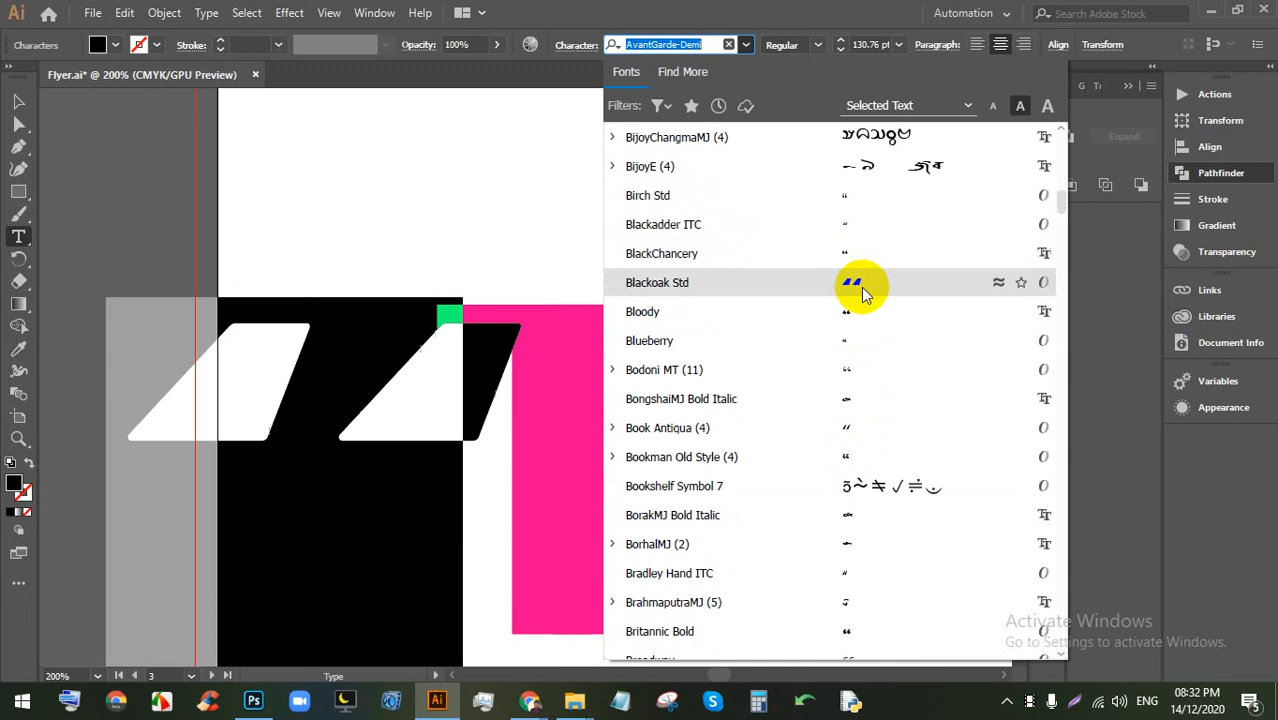 Ai File Edit Object Type Select Effect View Window Help Automation Search Adobe Stock
Characters Stroke: Opacity: 100% Character: AvantGarde-Demi Regular 130.76 pt Paragraph: Align Transform
Flyer.ai* @ 200% (CMYK/GPU Preview)
Fonts Find More
Filters: Selected Text A A A
BijoyChangmaMJ (4)
BijoyE (4)
Birch Std “
Blackadder ITC “
BlackChancery “
Blackoak Std “
Bloody “
Blueberry “
Bodoni MT (11) “
BongshaiMJ Bold Italic
Book Antiqua (4) “
Bookman Old Style (4) “
Bookshelf Symbol 7
BorakMJ Bold Italic
BorhalMJ (2)
Bradley Hand ITC “
BrahmaputraMJ (5)
Britannic Bold “
Expand
Actions
Transform
Align
Pathfinder
Stroke
Gradient
Transparency
Links
Libraries
Document Info
Variables
Appearance
Activate Windows
Go to Settings to activate Windows.
200% 3 Type
Ps Ai ENG 08:32 PM
14/12/2020 5